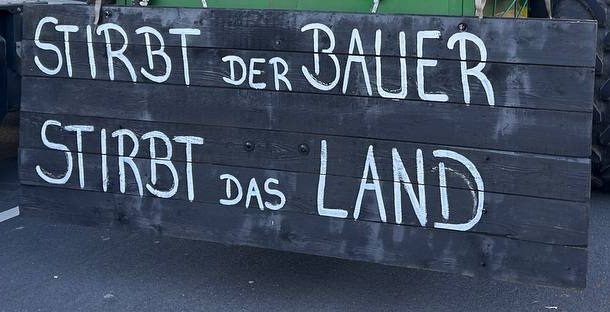 STIRBT DER BAUER
STIRBT DAS LAND